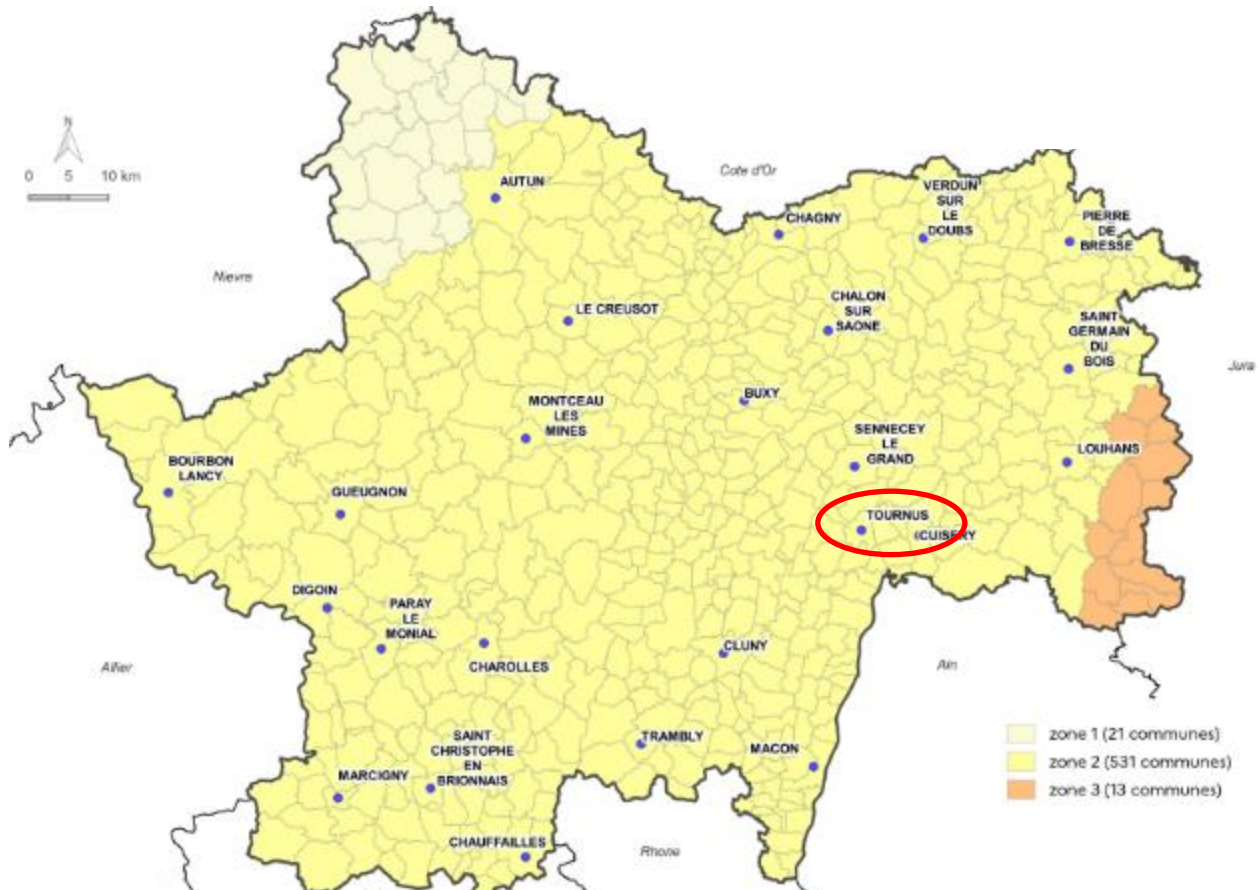 N
0 5 10 km
Cote d'Or
Nievre
Jura
Allier
Ain
Rhone
AUTUN
CHAGNY
VERDUN
SUR
LE
DOUBS
PIERRE
DE
BRESSE
LE CREUSOT
CHALON
SUR
SAONE
SAINT
GERMAIN
DU
BOIS
BUXY
MONTCEAU
LES
MINES
SENNECEY
LE
GRAND
LOUHANS
BOURBON
LANCY
GUEUGNON
TOURNUS
CUISERY
DIGOIN
PARAY
LE
MONIAL
CHAROLLES
CLUNY
SAINT
CHRISTOPHE
EN
BRIONNAIS
TRAMBLY
MACON
MARCIGNY
CHAUFFAILLES
zone 1 (21 communes)
zone 2 (531 communes)
zone 3 (13 communes)